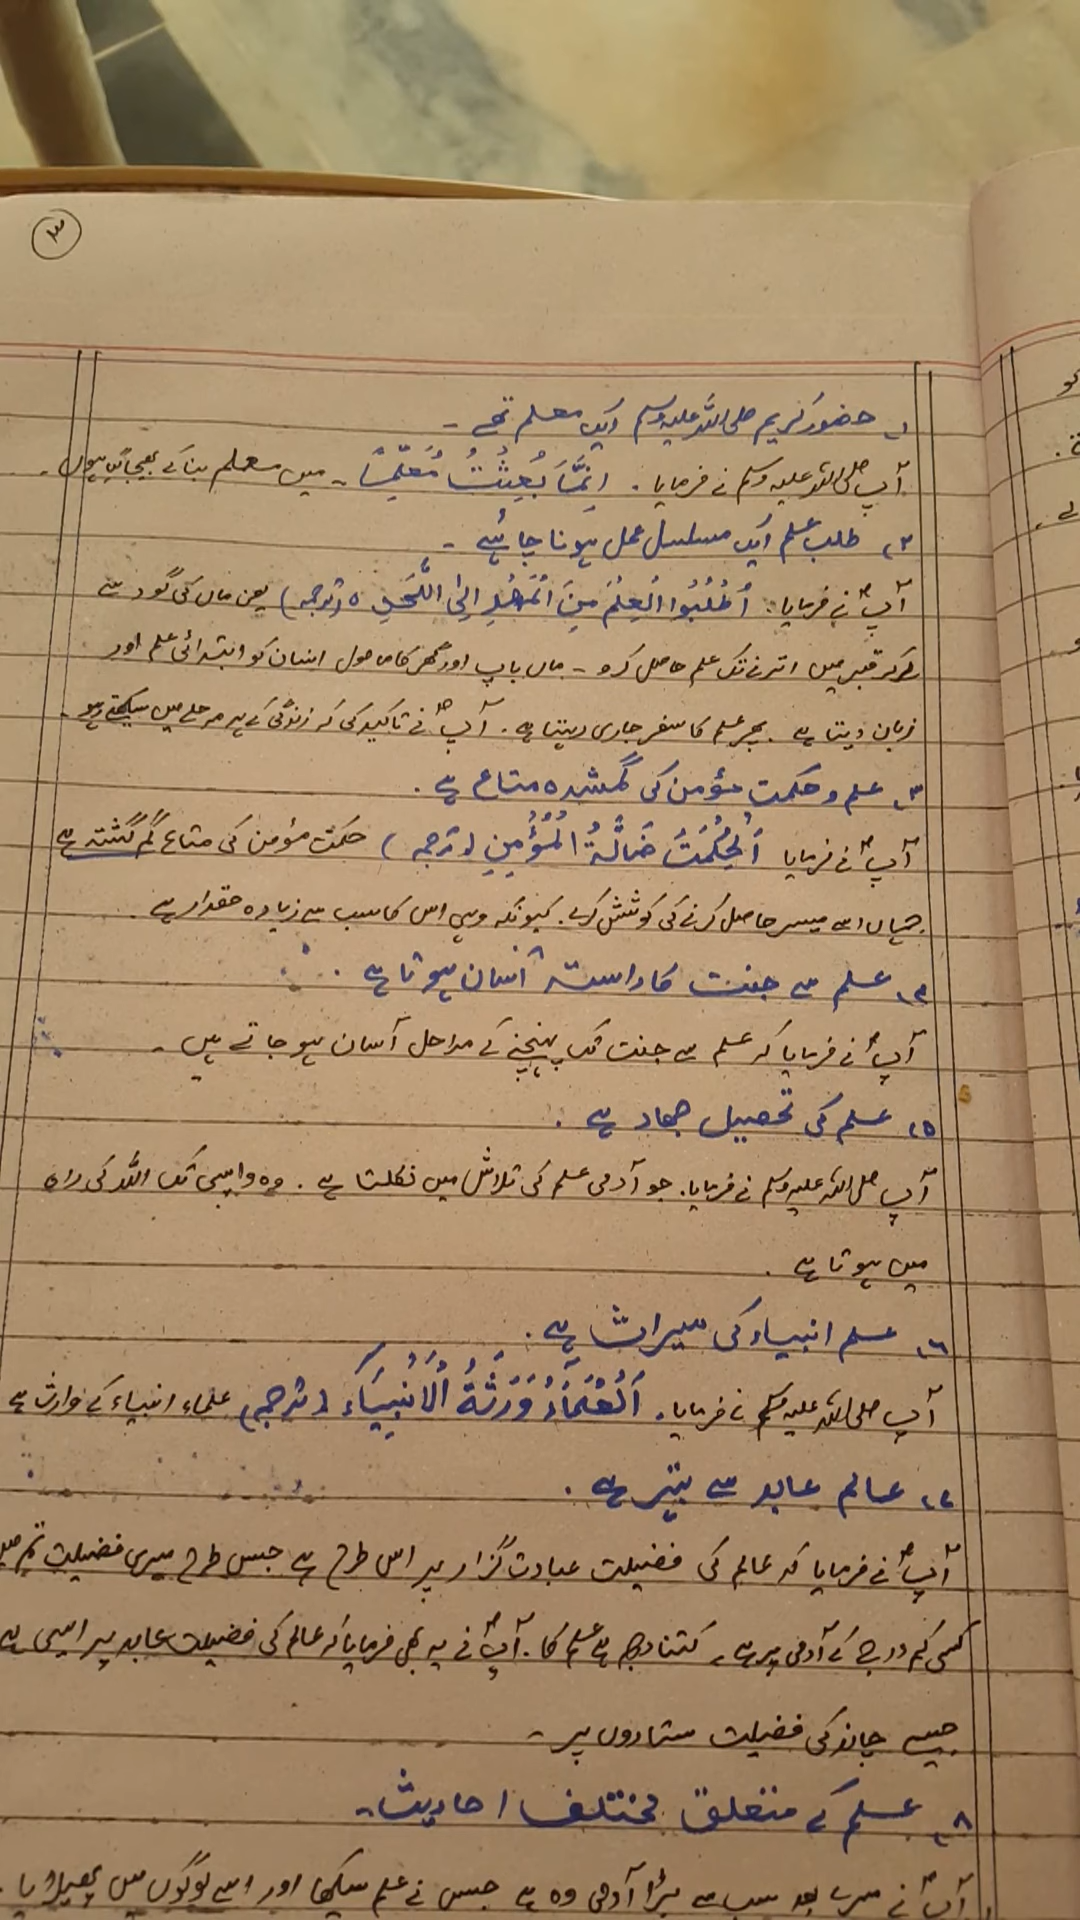 ۳
۱۔ حضور کریم صلی اللہ علیہ وسلم ایک معلم تھے ۔
آپ صلی اللہ علیہ وسلم نے فرمایا ۔ اِنَّمَا بُعِثْتُ مُعَلِّمًا ۔ میں معلم بنا کے بھیجا گیا ہوں ۔
۲۔ طلب علم ایک مسلسل عمل ہونا چاہئے ۔
آپؐ نے فرمایا ۔ اُطْلُبُوا الْعِلْمَ مِنَ الْمَهْدِ اِلیٰ اللَّحْدِ ہ (ترجمہ) یعنی ماں کی گود سے
لے کر قبر میں اترنے تک علم حاصل کرو ۔ ماں باپ اور گھر کا ماحول انسان کو ابتدائی علم اور
زبان دیتا ہے ۔ پھر علم کا سفر جاری رہتا ہے ۔ آپؐ نے تاکید کی کہ زندگی کے ہر مرحلے میں سیکھتے رہو ۔
۳۔ علم و حکمت مؤمن کی گمشدہ متاع ہے ۔
آپؐ نے فرمایا اَلْحِکْمَتُ ضَالَّۃُ الْمُؤْمِنِ (ترجمہ) حکمت مؤمن کی متاع گم گشتہ ہے
جہاں اسے میسر حاصل کرنے کی کوشش کرے ۔ کیونکہ وہی اس کا سب سے زیادہ حقدار ہے ۔
۴۔ علم سے جنت کا راستہ آسان ہوتا ہے ۔
آپؐ نے فرمایا کہ علم سے جنت تک پہنچنے کے مراحل آسان ہو جاتے ہیں ۔
۵۔ علم کی تحصیل جہاد ہے ۔
آپ صلی اللہ علیہ وسلم نے فرمایا ۔ جو آدمی علم کی تلاش میں نکلتا ہے ۔ وہ واپسی تک اللہ کی راہ
میں ہوتا ہے ۔
۶۔ علم انبیاء کی میراث ہے ۔
آپ صلی اللہ علیہ وسلم نے فرمایا ۔ اَلْعُلَمَاءُ وَرَثَۃُ الْاَنْبِیَاء (ترجمہ) علماء انبیاء کے وارث ہے
۷۔ عالم عابد سے بہتر ہے ۔
آپؐ نے فرمایا کہ عالم کی فضیلت عبادت گزار پر اس طرح ہے جس طرح میری فضیلت تم میں
کسی کم درجے کے آدمی پر ہے ۔ کتنا درجہ ہے علم کا ۔ آپؐ نے یہ بھی فرمایا کہ عالم کی فضیلت عابد پر ایسی ہے
جیسے چاند کی فضیلت ستاروں پر ۔
۸۔ علم کے متعلق مختلف احادیث ۔
آپؐ نے میرے بعد سب سے بڑا آدمی وہ ہے جس نے علم سیکھا اور اسے لوگوں میں پھیلا دیا ۔